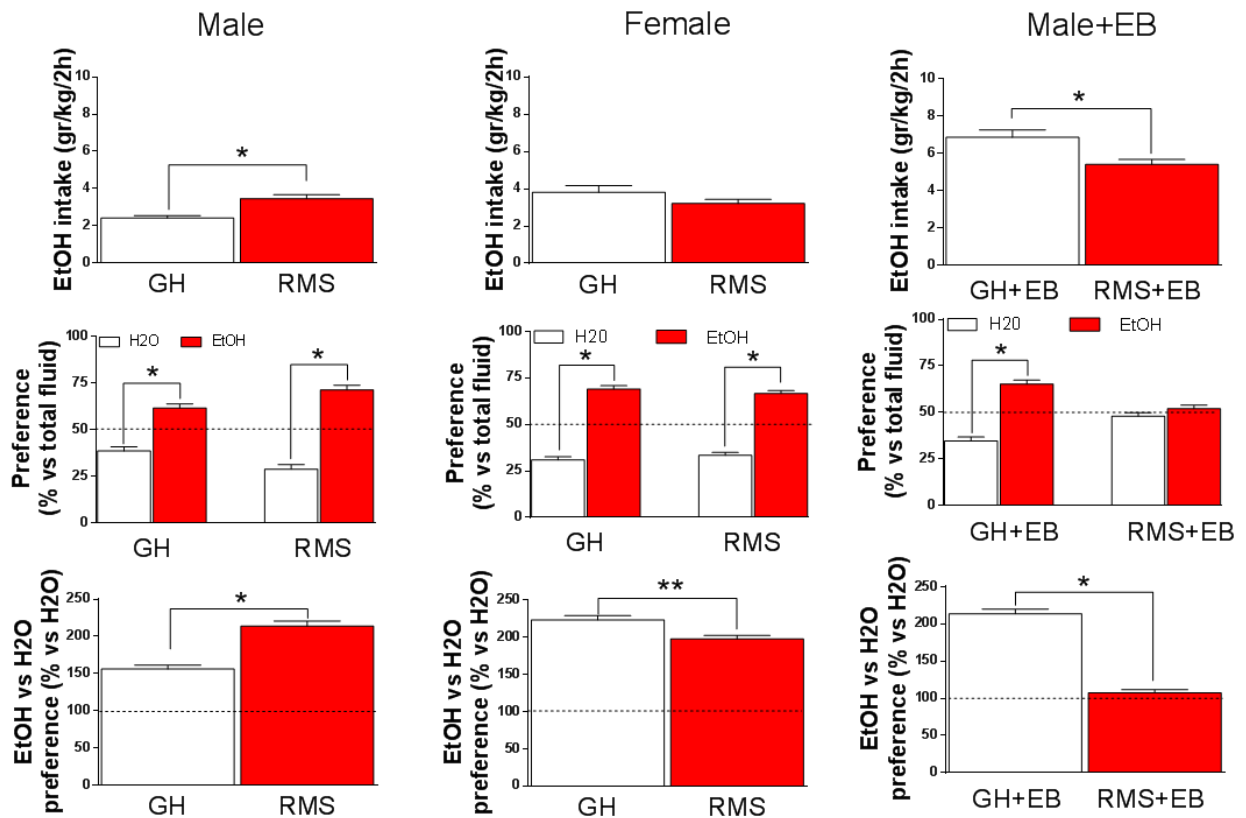 Male
Female
Male+EB
EtOH intake (gr/kg/2h)
10
8
6
4
2
0
*
GH
RMS
EtOH intake (gr/kg/2h)
10
8
6
4
2
0
GH
RMS
EtOH intake (gr/kg/2h)
10
8
6
4
2
0
*
GH+EB
RMS+EB
Preference
(% vs total fluid)
100
75
50
25
0
H2O
EtOH
*
*
GH
RMS
Preference
(% vs total fluid)
100
75
50
25
0
H20
EtOH
*
*
GH
RMS
Preference
(% vs total fluid)
100
75
50
25
0
H20
EtOH
*
GH+EB
RMS+EB
EtOH vs H2O
preference (% vs H2O)
250
200
150
100
50
0
*
GH
RMS
EtOH vs H2O
preference (% vs H2O)
250
200
150
100
50
0
**
GH
RMS
EtOH vs H2O
preference (% vs H2O)
250
200
150
100
50
0
*
GH+EB
RMS+EB